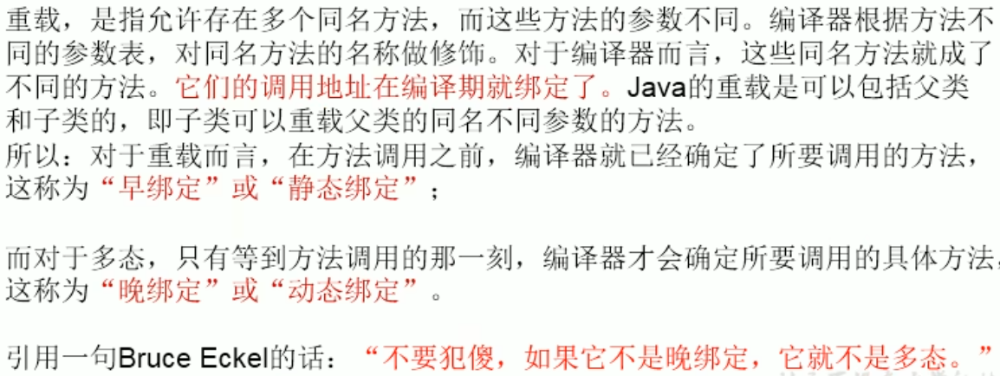 重载，是指允许存在多个同名方法，而这些方法的参数不同。编译器根据方法不
同的参数表，对同名方法的名称做修饰。对于编译器而言，这些同名方法就成了
不同的方法。它们的调用地址在编译期就绑定了。Java的重载是可以包括父类
和子类的，即子类可以重载父类的同名不同参数的方法。
所以：对于重载而言，在方法调用之前，编译器就已经确定了所要调用的方法，
这称为“早绑定”或“静态绑定”；
而对于多态，只有等到方法调用的那一刻，编译器才会确定所要调用的具体方法，
这称为“晚绑定”或“动态绑定”。
引用一句Bruce Eckel的话：“不要犯傻，如果它不是晚绑定，它就不是多态。”